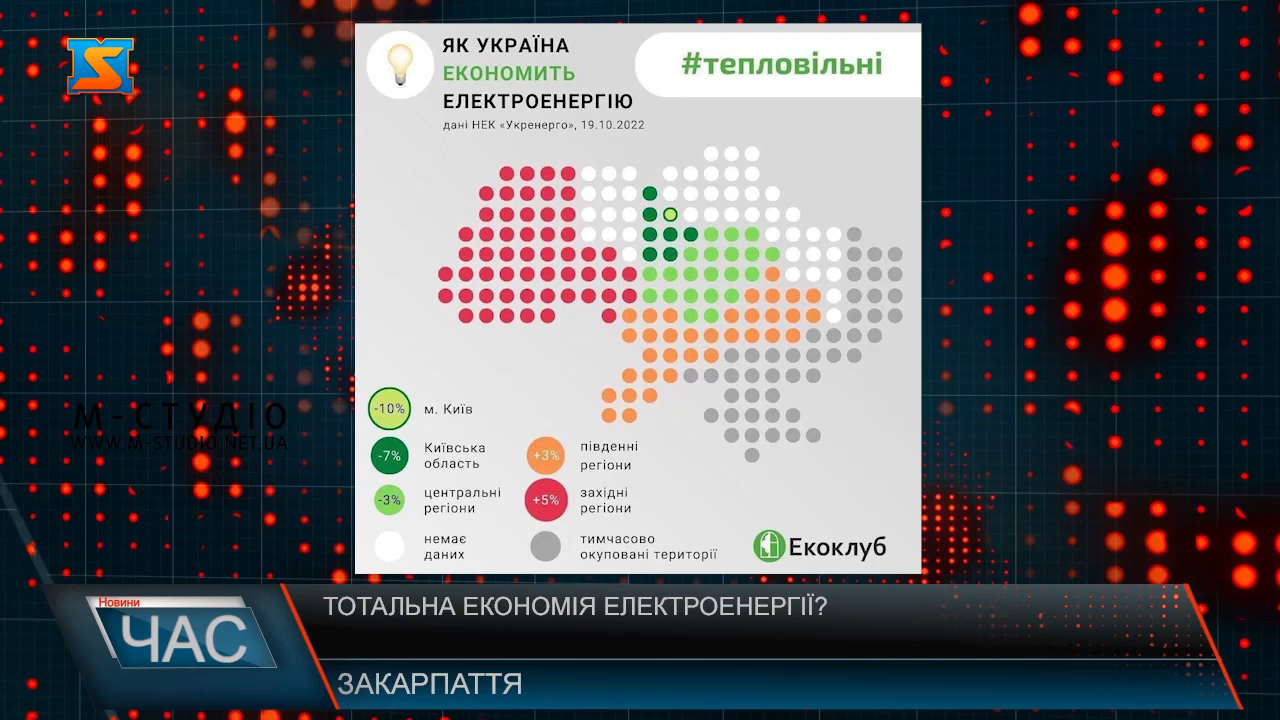 ЯК УКРАЇНА
ЕКОНОМИТЬ
ЕЛЕКТРОЕНЕРГІЮ
дані НЕК «Укренерго», 19.10.2022
#тепловільні
-10% м. Київ
-7% Київська
область
-3% центральні
регіони
немає
даних
+3% південні
регіони
+5% західні
регіони
тимчасово
окуповані території
Екоклуб
М-СТУДІО
WWW.M-STUDIO.NET.UA
Новини
ЧАС
ТОТАЛЬНА ЕКОНОМІЯ ЕЛЕКТРОЕНЕРГІЇ?
ЗАКАРПАТТЯ